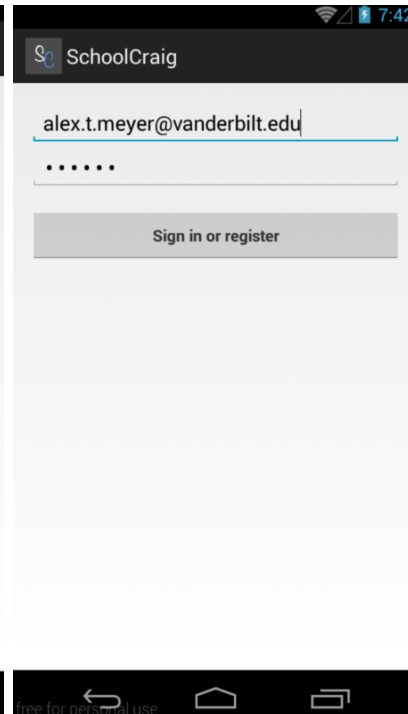 7:42
SC SchoolCraig
alex.t.meyer@vanderbilt.edu
••••••
Sign in or register
free for personal use